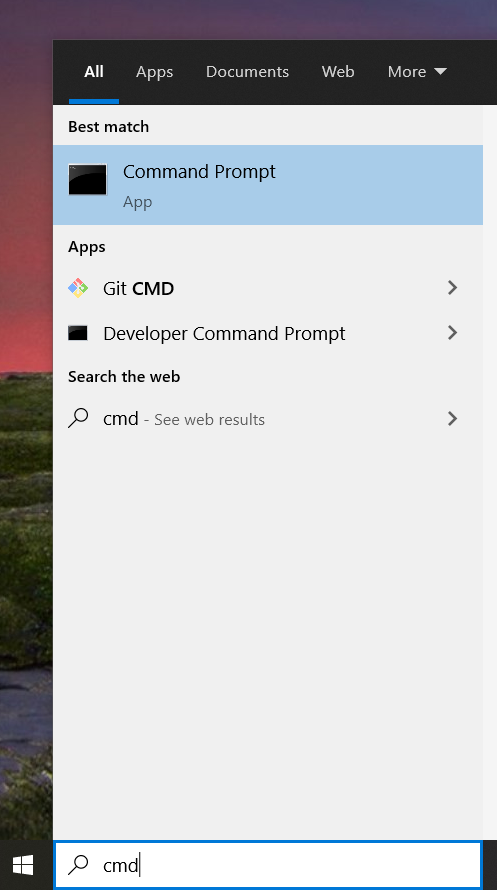 All Apps Documents Web More
Best match
Command Prompt
App
Apps
Git CMD
Developer Command Prompt
Search the web
cmd - See web results
cmd